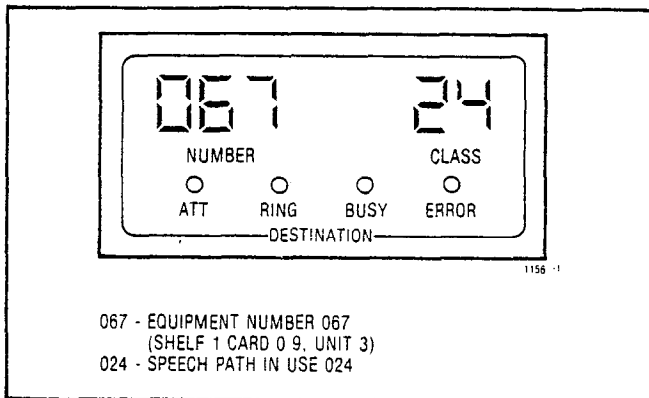 067 24
NUMBER CLASS
ATT RING BUSY ERROR
DESTINATION
1156 -1
067 - EQUIPMENT NUMBER 067
(SHELF 1 CARD 0 9, UNIT 3)
024 - SPEECH PATH IN USE 024